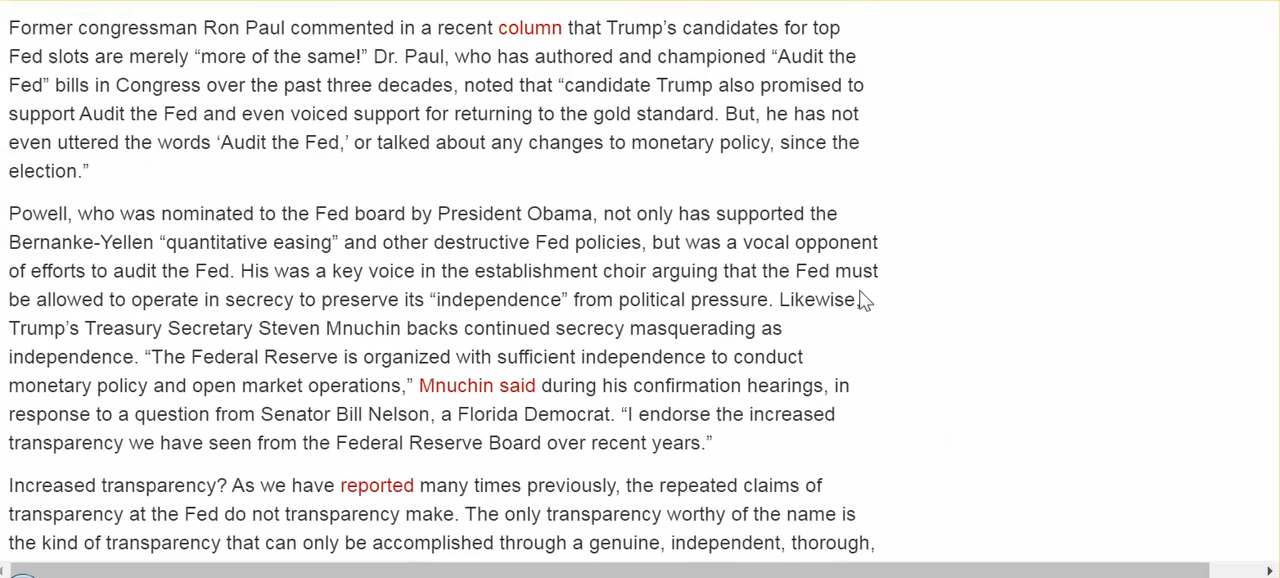 Former congressman Ron Paul commented in a recent column that Trump’s candidates for top
Fed slots are merely “more of the same!” Dr. Paul, who has authored and championed “Audit the
Fed” bills in Congress over the past three decades, noted that “candidate Trump also promised to
support Audit the Fed and even voiced support for returning to the gold standard. But, he has not
even uttered the words ‘Audit the Fed,’ or talked about any changes to monetary policy, since the
election.”
Powell, who was nominated to the Fed board by President Obama, not only has supported the
Bernanke-Yellen “quantitative easing” and other destructive Fed policies, but was a vocal opponent
of efforts to audit the Fed. His was a key voice in the establishment choir arguing that the Fed must
be allowed to operate in secrecy to preserve its “independence” from political pressure. Likewise,
Trump’s Treasury Secretary Steven Mnuchin backs continued secrecy masquerading as
independence. “The Federal Reserve is organized with sufficient independence to conduct
monetary policy and open market operations,” Mnuchin said during his confirmation hearings, in
response to a question from Senator Bill Nelson, a Florida Democrat. “I endorse the increased
transparency we have seen from the Federal Reserve Board over recent years.”
Increased transparency? As we have reported many times previously, the repeated claims of
transparency at the Fed do not transparency make. The only transparency worthy of the name is
the kind of transparency that can only be accomplished through a genuine, independent, thorough,